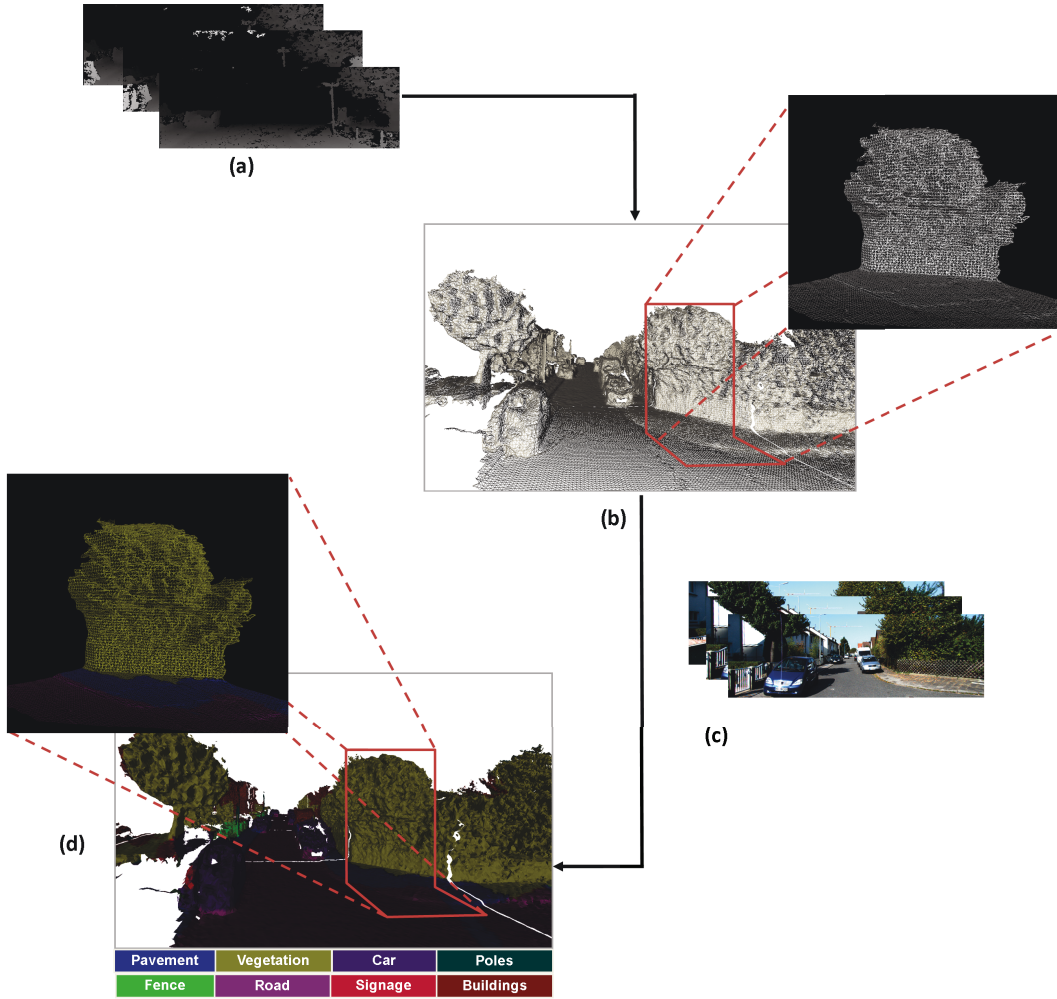 (a)
(b)
(c)
(d)
Pavement Vegetation Car Poles
Fence Road Signage Buildings